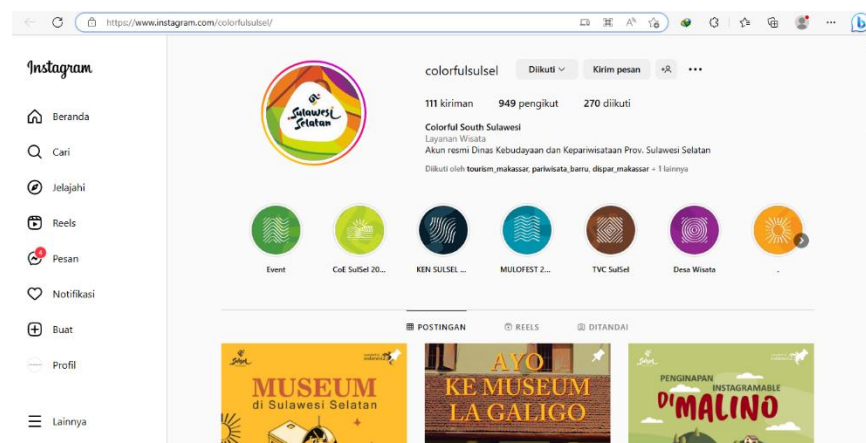 https://www.instagram.com/colorfulsulsel/
Instagram
Beranda
Cari
Jelajahi
Reels
4
Pesan
Notifikasi
Buat
Profil
Lainnya
Sulawesi
Selatan
colorfulsulsel Diikuti Kirim pesan
111 kiriman 949 pengikut 270 diikuti
Colorful South Sulawesi
Layanan Wisata
Akun resmi Dinas Kebudayaan dan Kepariwisataan Prov. Sulawesi Selatan
Diikuti oleh tourism_makassar, pariwisata_barru, dispar_makassar + 1 lainnya
Event CoE SulSel 20... KEN SULSEL ... MULOFEST 2... TVC SulSel Desa Wisata .
POSTINGAN REELS DITANDAI
MUSEUM
di Sulawesi Selatan
AYO
KE MUSEUM
LA GALIGO
PENGINAPAN
INSTAGRAMABLE
DI MALINO